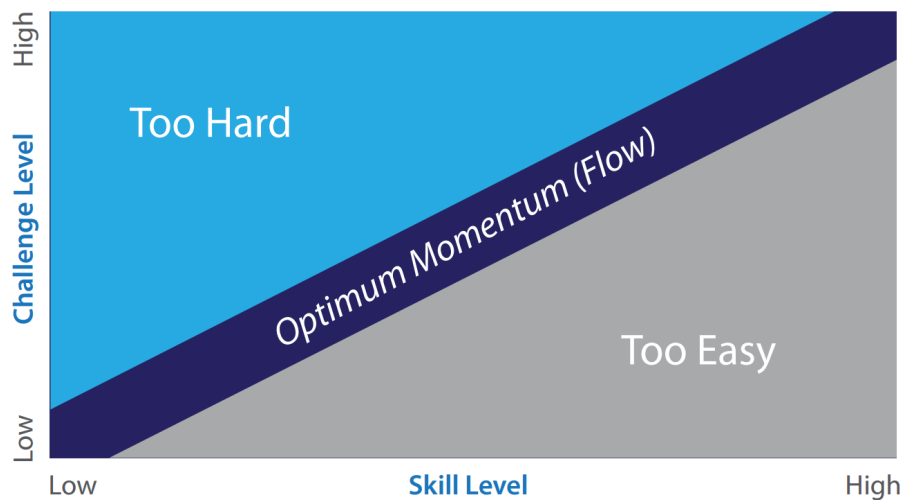 High
Challenge Level
Low
Too Hard
Optimum Momentum (Flow)
Too Easy
Low
Skill Level
High